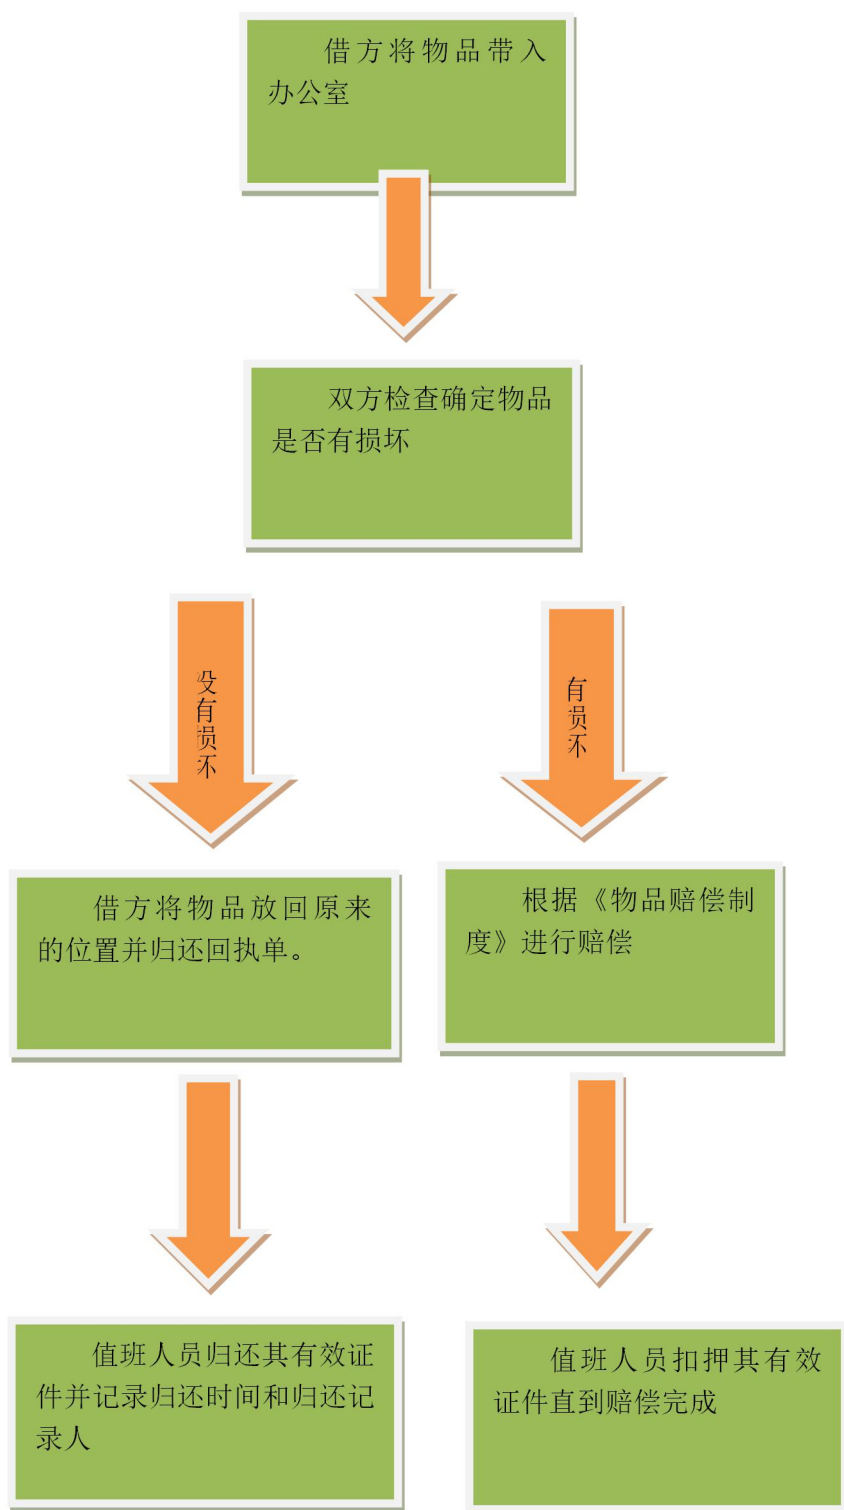 借方将物品带入
办公室
双方检查确定物品
是否有损坏
没有损坏
有损坏
借方将物品放回原来
的位置并归还回执单。
根据《物品赔偿制
度》进行赔偿
值班人员归还其有效证
件并记录归还时间和归还记
录人
值班人员扣押其有效
证件直到赔偿完成